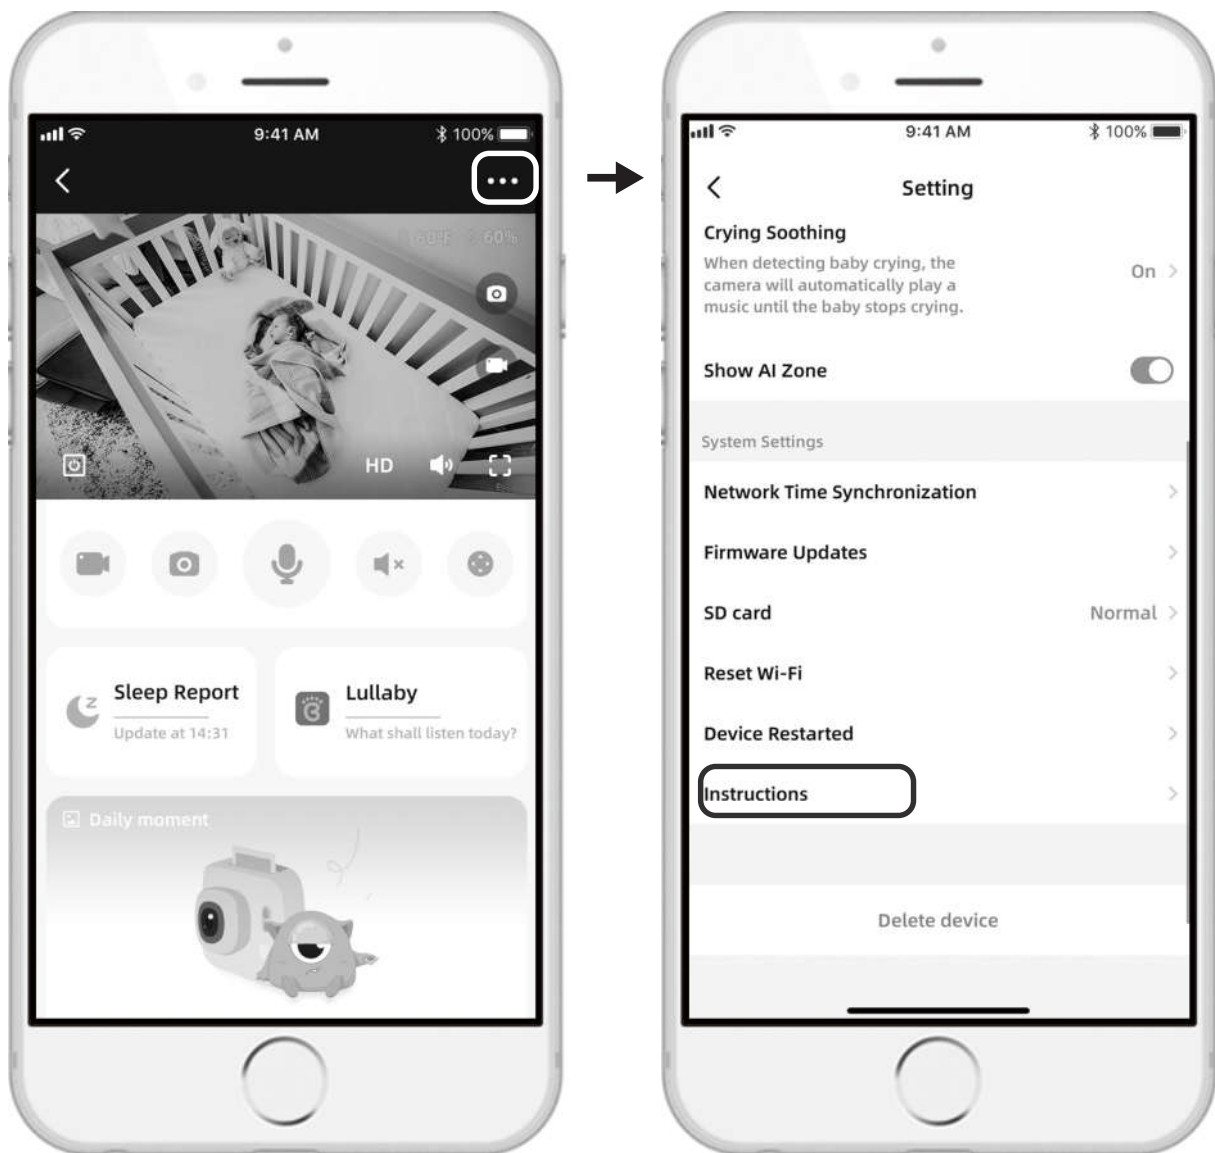 9:41 AM
100%
60°F 60%
HD
Sleep Report
Update at 14:31
Lullaby
What shall listen today?
Daily moment
9:41 AM
100%
Setting
Crying Soothing
When detecting baby crying, the
camera will automatically play a
music until the baby stops crying.
On
Show AI Zone
System Settings
Network Time Synchronization
Firmware Updates
SD card
Normal
Reset Wi-Fi
Device Restarted
Instructions
Delete device